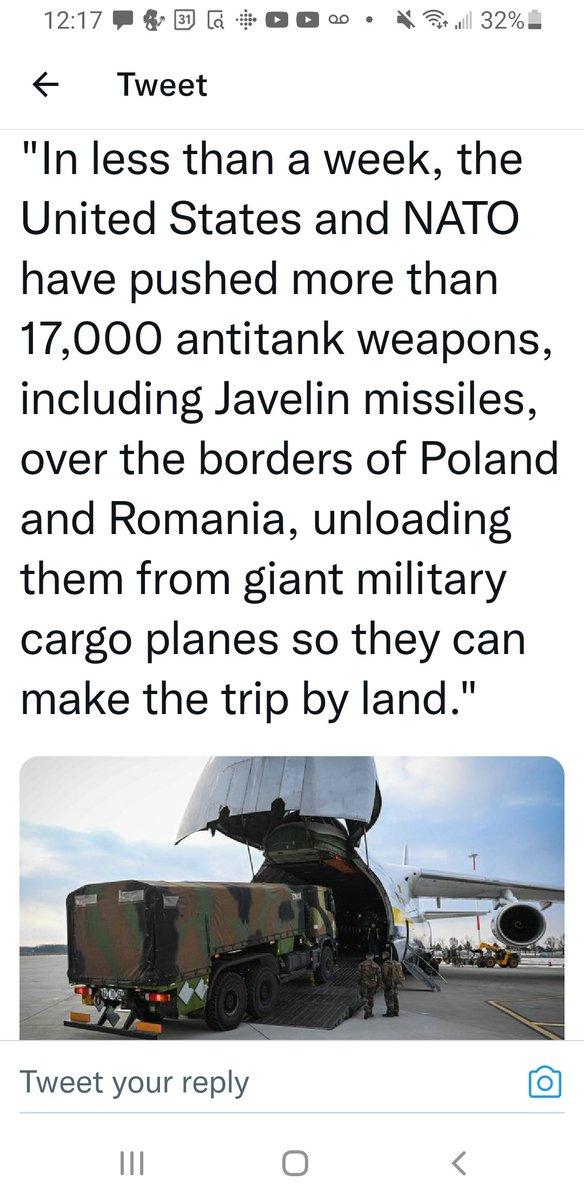 12:17 31 32%
Tweet
"In less than a week, the
United States and NATO
have pushed more than
17,000 antitank weapons,
including Javelin missiles,
over the borders of Poland
and Romania, unloading
them from giant military
cargo planes so they can
make the trip by land."
Tweet your reply